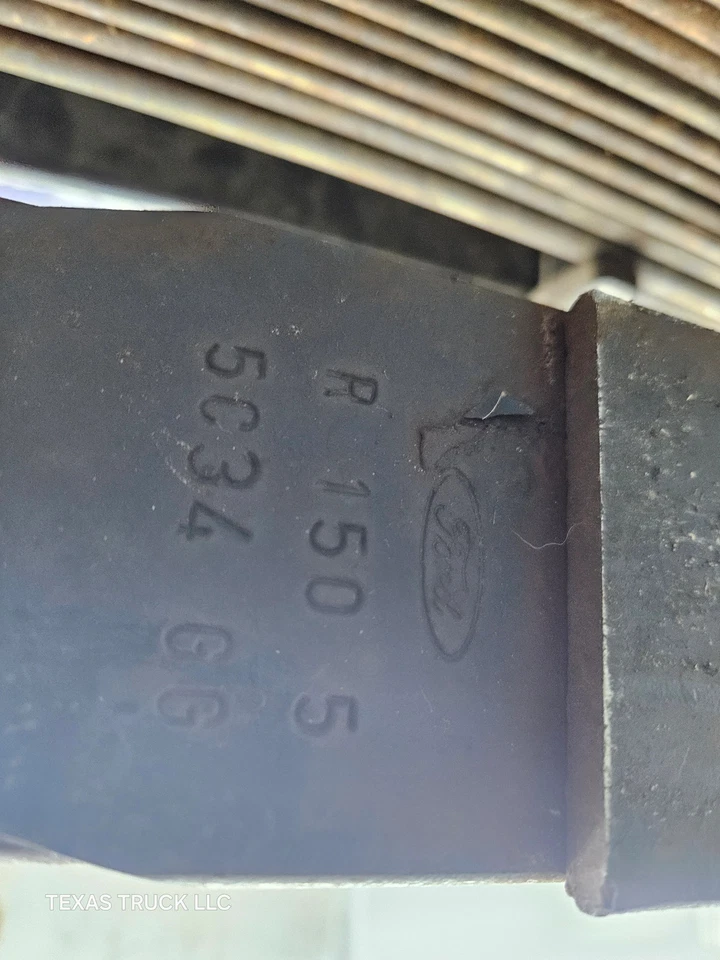 Ford
R 150 5
5C34 GG
TEXAS TRUCK LLC